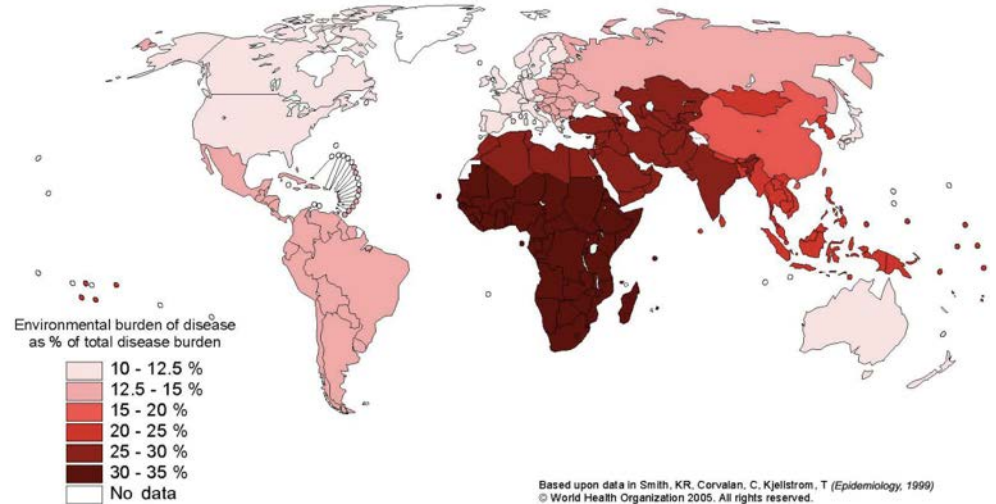 Environmental burden of disease
as % of total disease burden
10 - 12.5 %
12.5 - 15 %
15 - 20 %
20 - 25 %
25 - 30 %
30 - 35 %
No data
Based upon data in Smith, KR, Corvalan, C, Kjellstrom, T (Epidemiology, 1999)
© World Health Organization 2005. All rights reserved.